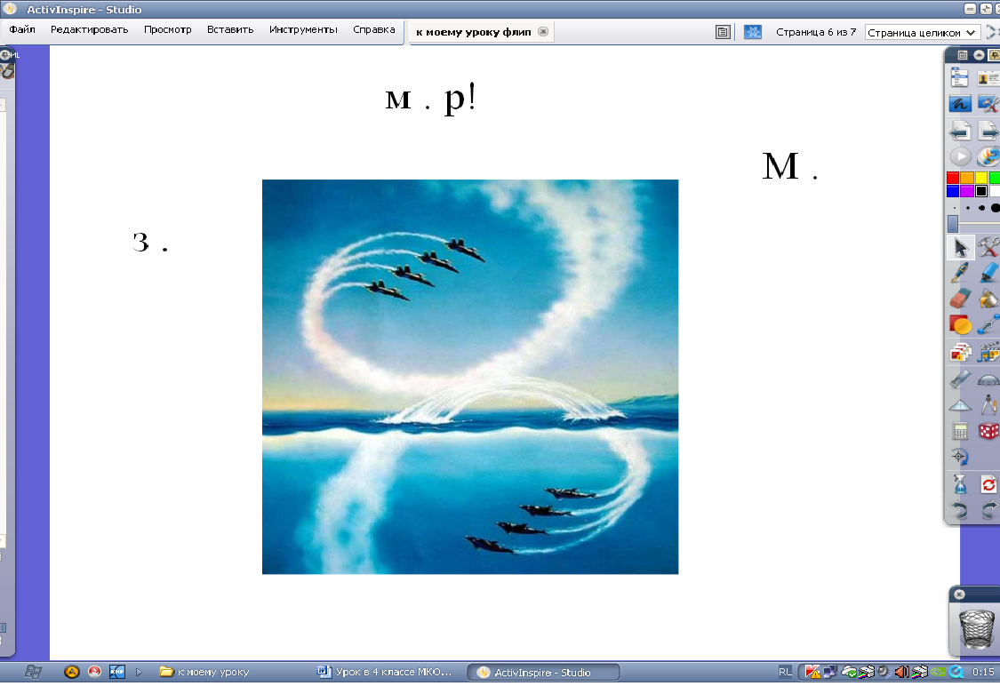 ActivInspire - Studio
Файл Редактировать Просмотр Вставить Инструменты Справка к моему уроку флип Страница 6 из 7 Страница целиком
м . р!
М .
з .
к моему уроку Урок в 4 классе МКО... ActivInspire - Studio RL 0:15